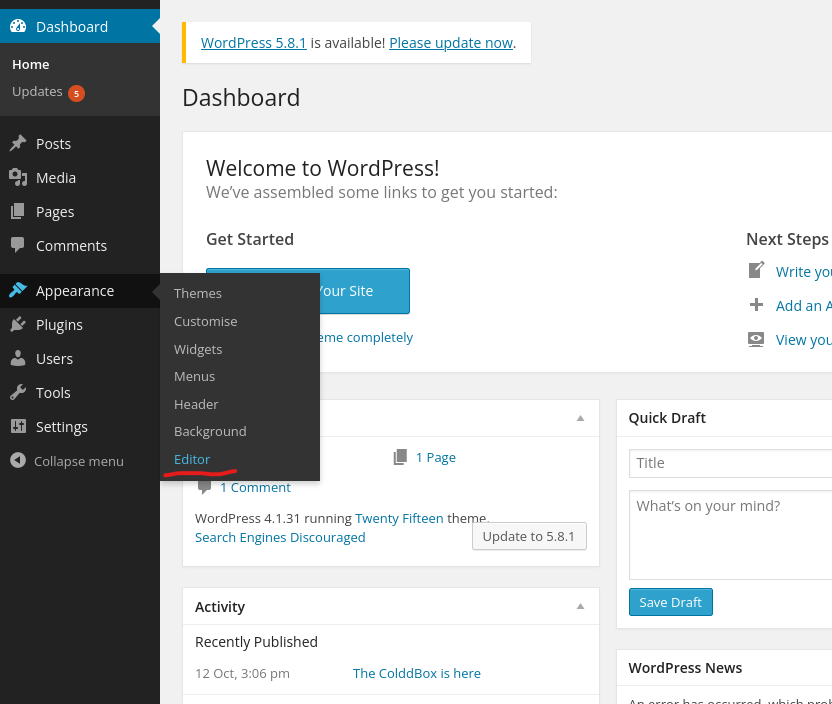 Dashboard
Home
Updates 5
Posts
Media
Pages
Comments
Appearance
Plugins
Users
Tools
Settings
Collapse menu
Themes
Customise
Widgets
Menus
Header
Background
Editor
WordPress 5.8.1 is available! Please update now.
Dashboard
Welcome to WordPress!
We've assembled some links to get you started:
Get Started
Your Site
completely
Next Steps
Write
Add an
View
1 Page
1 Comment
WordPress 4.1.31 running Twenty Fifteen theme.
Search Engines Discouraged
Update to 5.8.1
Activity
Recently Published
12 Oct, 3:06 pm The ColddBox is here
Quick Draft
Title
What's on your mind?
Save Draft
WordPress News
An error has occurred, which